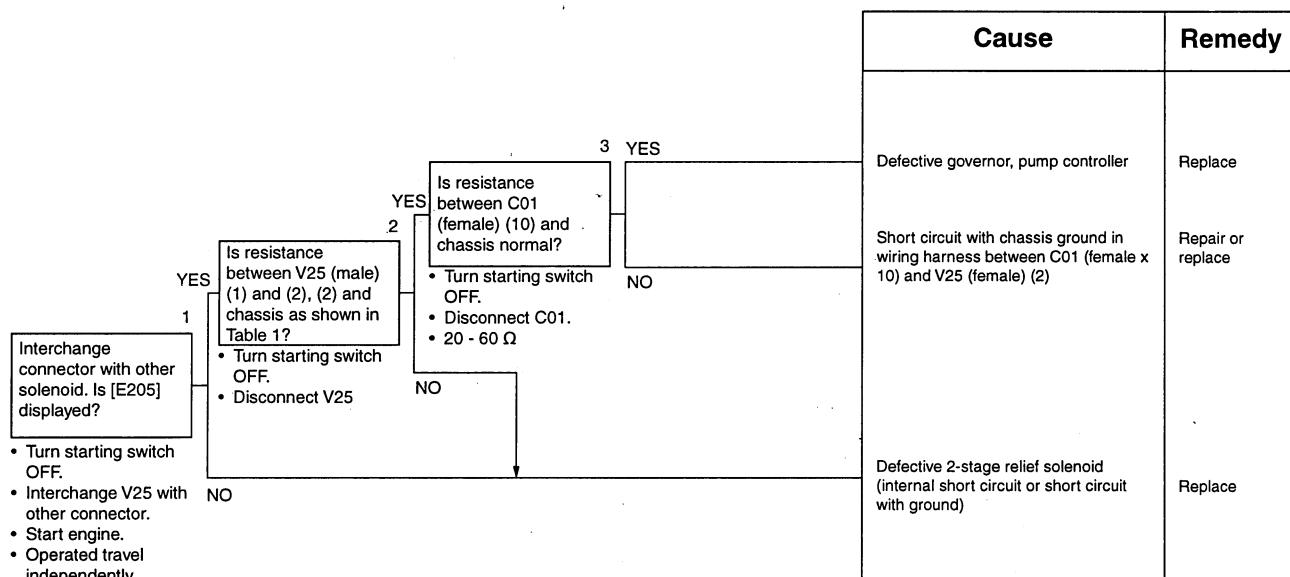 Cause
Remedy
3
YES
Defective governor, pump controller
Replace
Is resistance
between C01
(female) (10) and
chassis normal?
YES
2
Short circuit with chassis ground in
wiring harness between C01 (female x
10) and V25 (female) (2)
Repair or
replace
NO
• Turn starting switch
OFF.
• Disconnect C01.
• 20 - 60 Ω
Is resistance
between V25 (male)
(1) and (2), (2) and
chassis as shown in
Table 1?
YES
1
• Turn starting switch
OFF.
• Disconnect V25
NO
Interchange
connector with other
solenoid. Is [E205]
displayed?
• Turn starting switch
OFF.
• Interchange V25 with
other connector.
• Start engine.
• Operated travel
independently
NO
Defective 2-stage relief solenoid
(internal short circuit or short circuit
with ground)
Replace